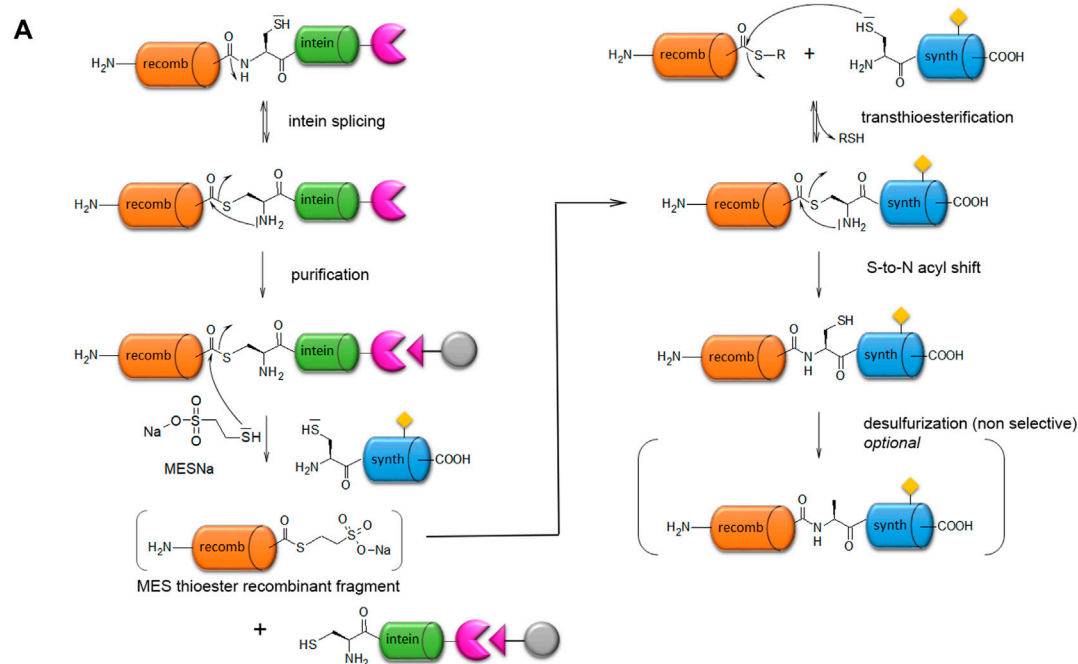 A
SH
O
H₂N
recomb
N
H
O
intein
intein splicing
O
O
H₂N
recomb
S
NH₂
intein
purification
O
O
H₂N
recomb
S
NH₂
intein
O
O
Na
S
O
SH
MESNa
HS
H₂N
O
synth
COOH
H₂N
recomb
O
S
O
S
O
O–Na
MES thioester recombinant fragment
+
HS
O
NH₂
intein
H₂N
recomb
O
S–R
+
HS
H₂N
O
synth
COOH
transthioesterification
RSH
H₂N
recomb
O
S
O
NH₂
synth
COOH
S-to-N acyl shift
H₂N
recomb
O
N
H
SH
O
synth
COOH
desulfurization (non selective)
optional
H₂N
recomb
O
N
H
O
synth
COOH